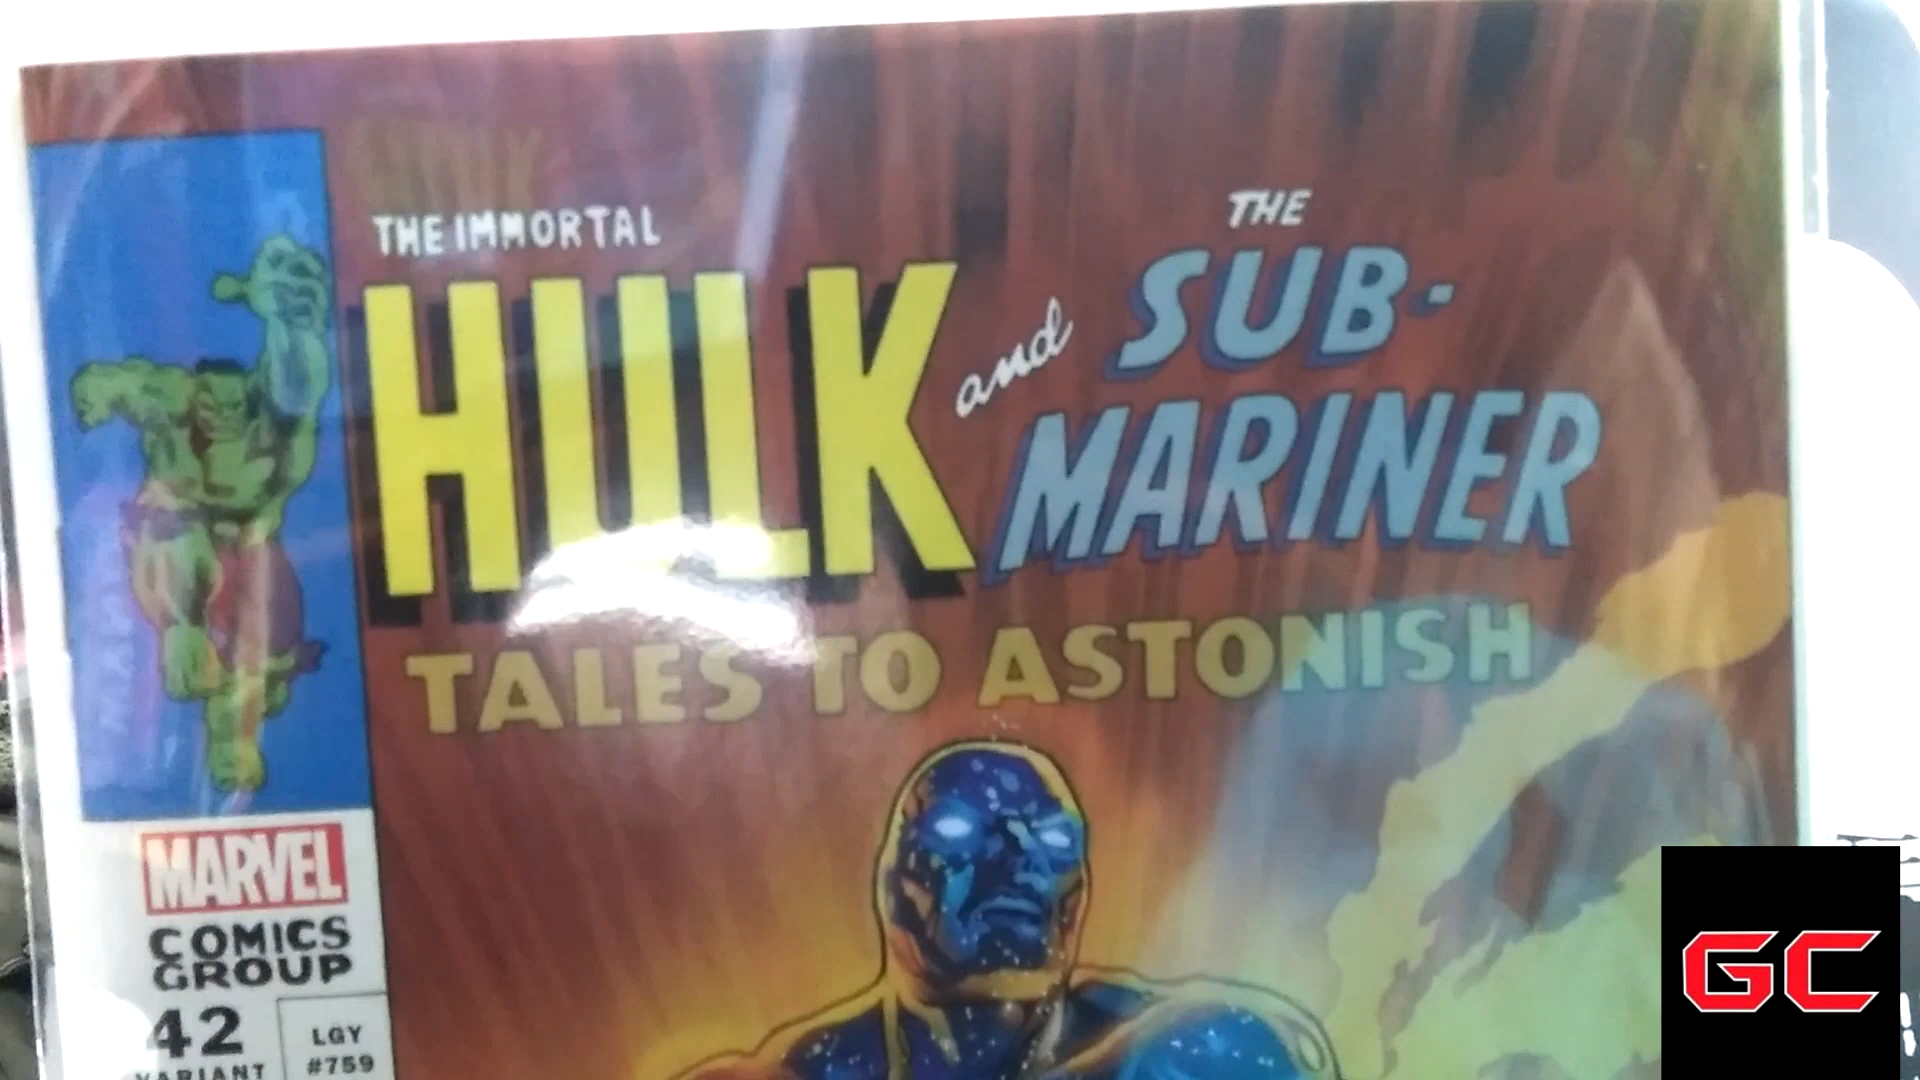 THE IMMORTAL
HULK and THE SUB-
MARINER
TALES TO ASTONISH
MARVEL
COMICS
GROUP
42
VARIANT
LGY
#759
GC